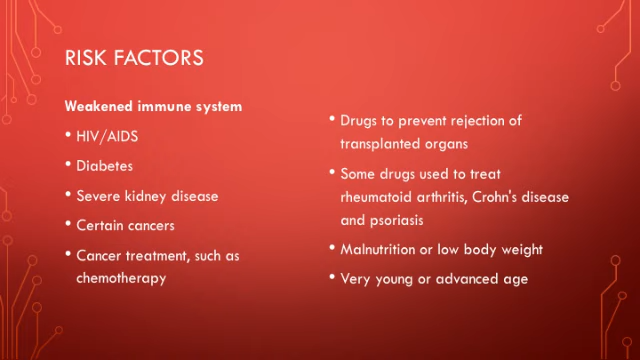 RISK FACTORS
Weakened immune system
• HIV/AIDS
• Diabetes
• Severe kidney disease
• Certain cancers
• Cancer treatment, such as
chemotherapy
• Drugs to prevent rejection of
transplanted organs
• Some drugs used to treat
rheumatoid arthritis, Crohn's disease
and psoriasis
• Malnutrition or low body weight
• Very young or advanced age